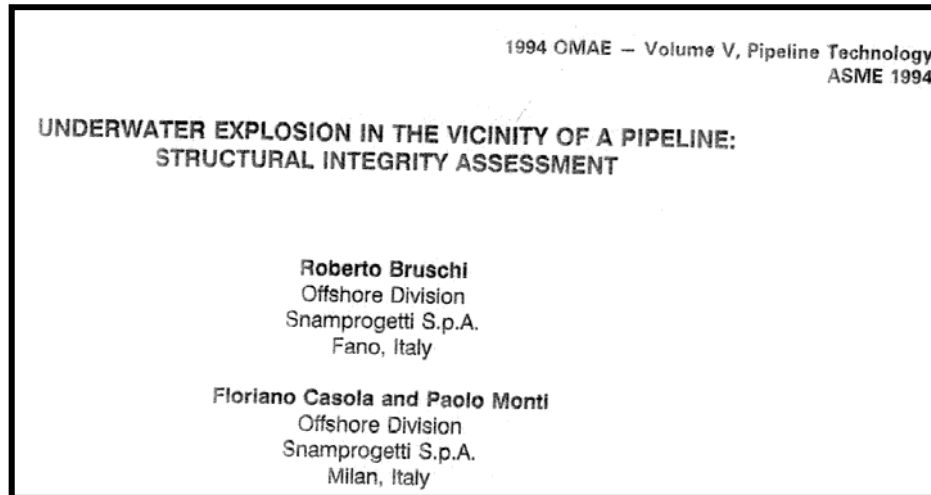 1994 OMAE – Volume V, Pipeline Technology
ASME 1994
UNDERWATER EXPLOSION IN THE VICINITY OF A PIPELINE:
STRUCTURAL INTEGRITY ASSESSMENT
Roberto Bruschi
Offshore Division
Snamprogetti S.p.A.
Fano, Italy
Floriano Casola and Paolo Monti
Offshore Division
Snamprogetti S.p.A.
Milan, Italy